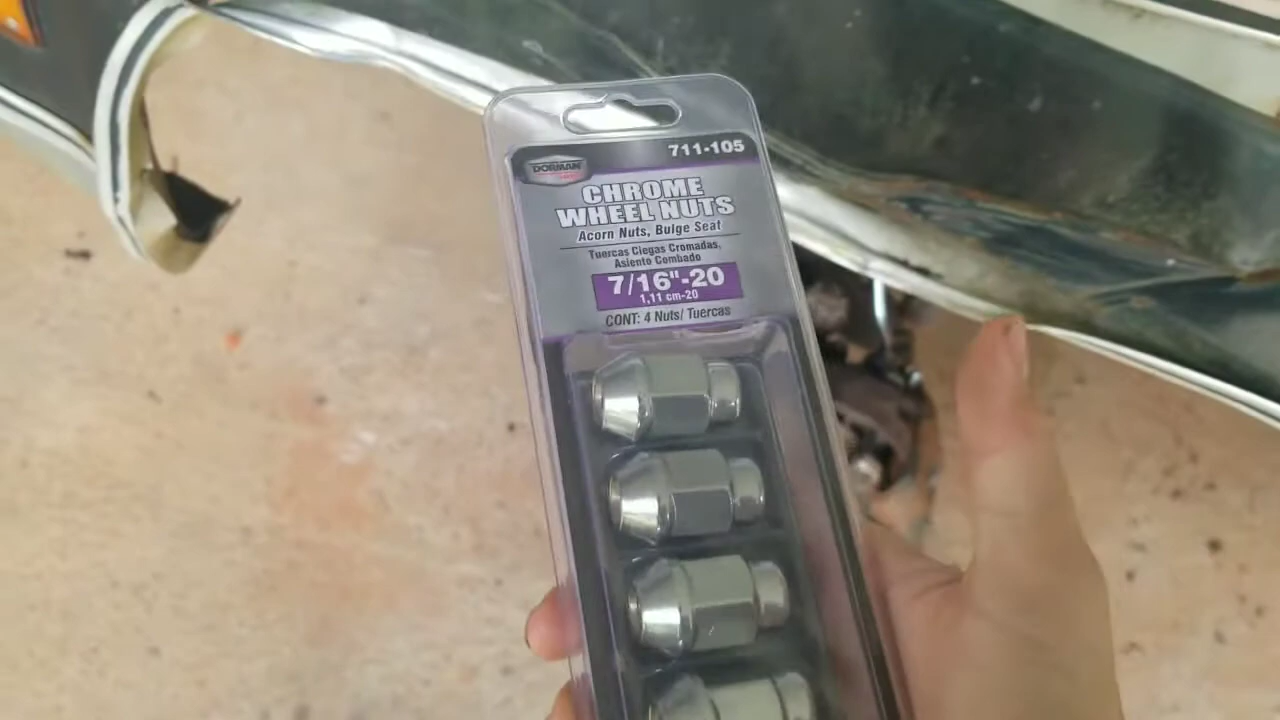 711-105
DORMAN
CHROME
WHEEL NUTS
Acorn Nuts, Bulge Seat
Tuercas Ciegas Cromadas,
Asiento Combado
7/16"-20
1,11 cm-20
CONT: 4 Nuts/ Tuercas